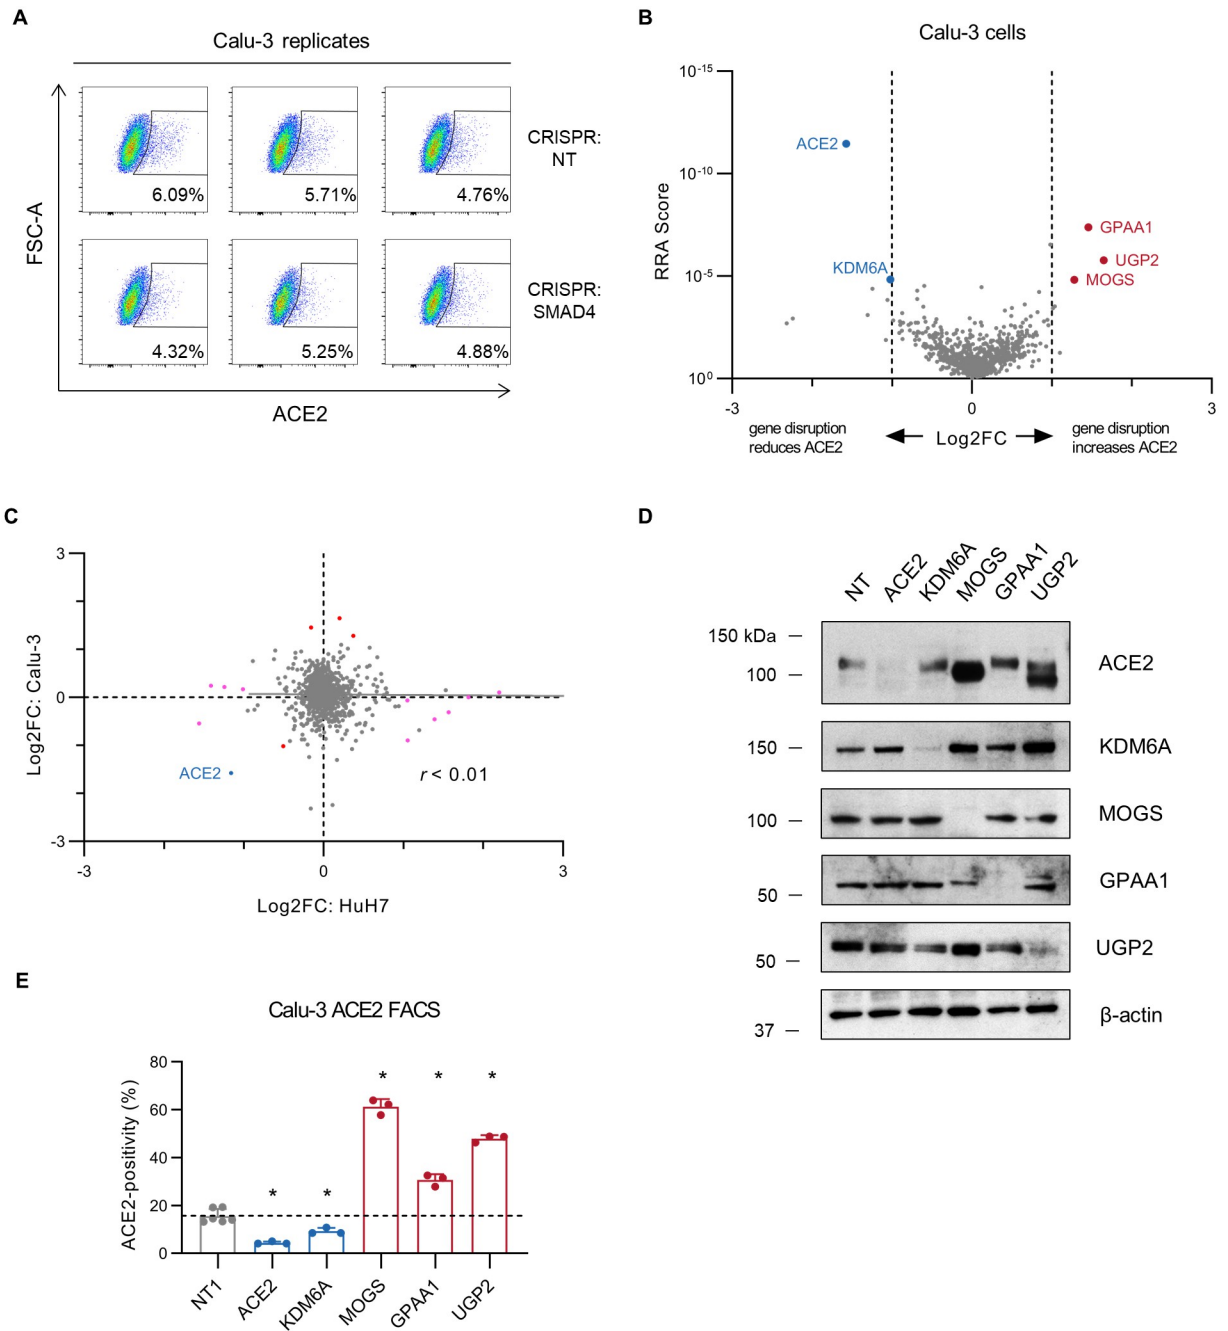 A
Calu-3 replicates
6.09%
5.71%
4.76%
CRISPR:
NT
4.32%
5.25%
4.88%
CRISPR:
SMAD4
FSC-A
ACE2
B
Calu-3 cells
RRA Score
10⁻¹⁵
10⁻¹⁰
10⁻⁵
10⁰
ACE2
KDM6A
GPAA1
UGP2
MOGS
-3
0
3
gene disruption
reduces ACE2
Log2FC
gene disruption
increases ACE2
C
Log2FC: Calu-3
3
0
-3
ACE2
r < 0.01
-3
0
3
Log2FC: HuH7
D
NT
ACE2
KDM6A
MOGS
GPAA1
UGP2
150 kDa
100
ACE2
150
KDM6A
100
MOGS
50
GPAA1
50
UGP2
37
β-actin
E
Calu-3 ACE2 FACS
ACE2-positivity (%)
80
60
40
20
0
* * * * *
NT1
ACE2
KDM6A
MOGS
GPAA1
UGP2